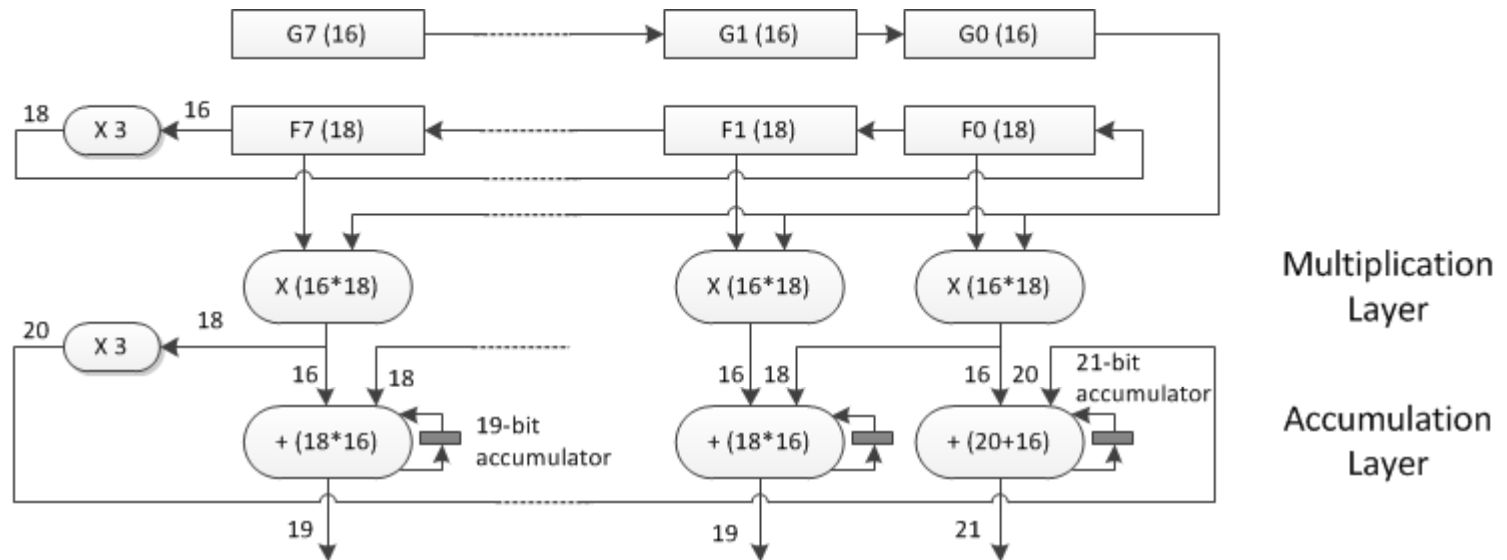 G7 (16)
G1 (16)
G0 (16)
18
X 3
16
F7 (18)
F1 (18)
F0 (18)
X (16*18)
X (16*18)
X (16*18)
Multiplication
Layer
20
X 3
18
16
18
16
18
16
20
21-bit
accumulator
+ (18*16)
19-bit
accumulator
+ (18*16)
+ (20+16)
Accumulation
Layer
19
19
21